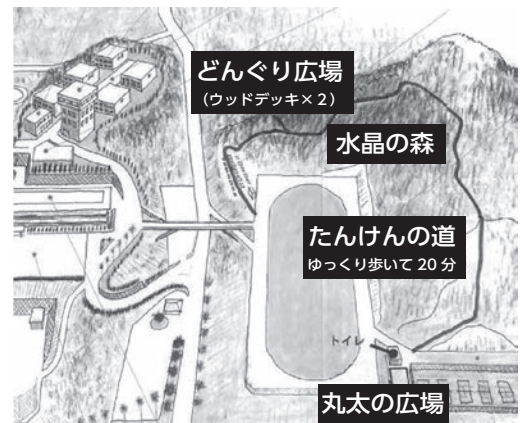 どんぐり広場
（ウッドデッキ×２）
水晶の森
たんけんの道
ゆっくり歩いて 20 分
トイレ
丸太の広場